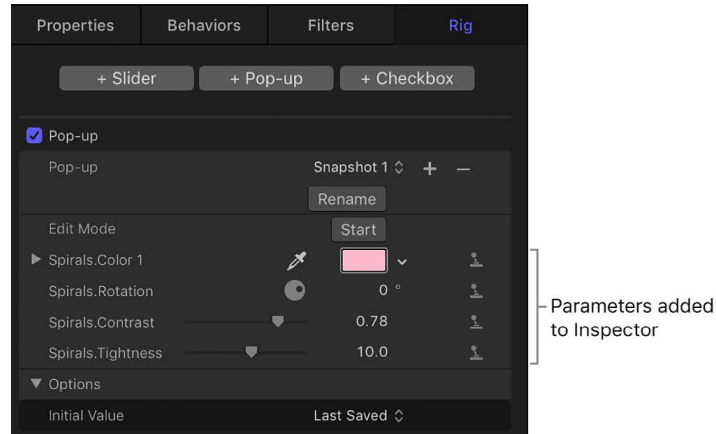 Properties Behaviors Filters Rig
+ Slider + Pop-up + Checkbox
Pop-up
Pop-up Snapshot 1 + –
Rename
Edit Mode Start
Spirals.Color 1
Spirals.Rotation 0 °
Spirals.Contrast 0.78
Spirals.Tightness 10.0
Options
Initial Value Last Saved
Parameters added
to Inspector